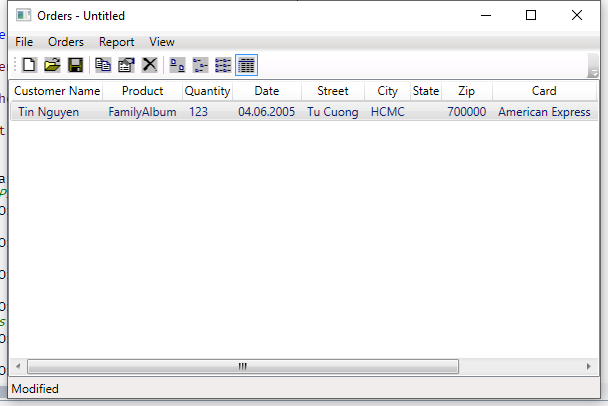 Orders - Untitled
File Orders Report View
Customer Name Product Quantity Date Street City State Zip Card
Tin Nguyen FamilyAlbum 123 04.06.2005 Tu Cuong HCMC 700000 American Express
Modified